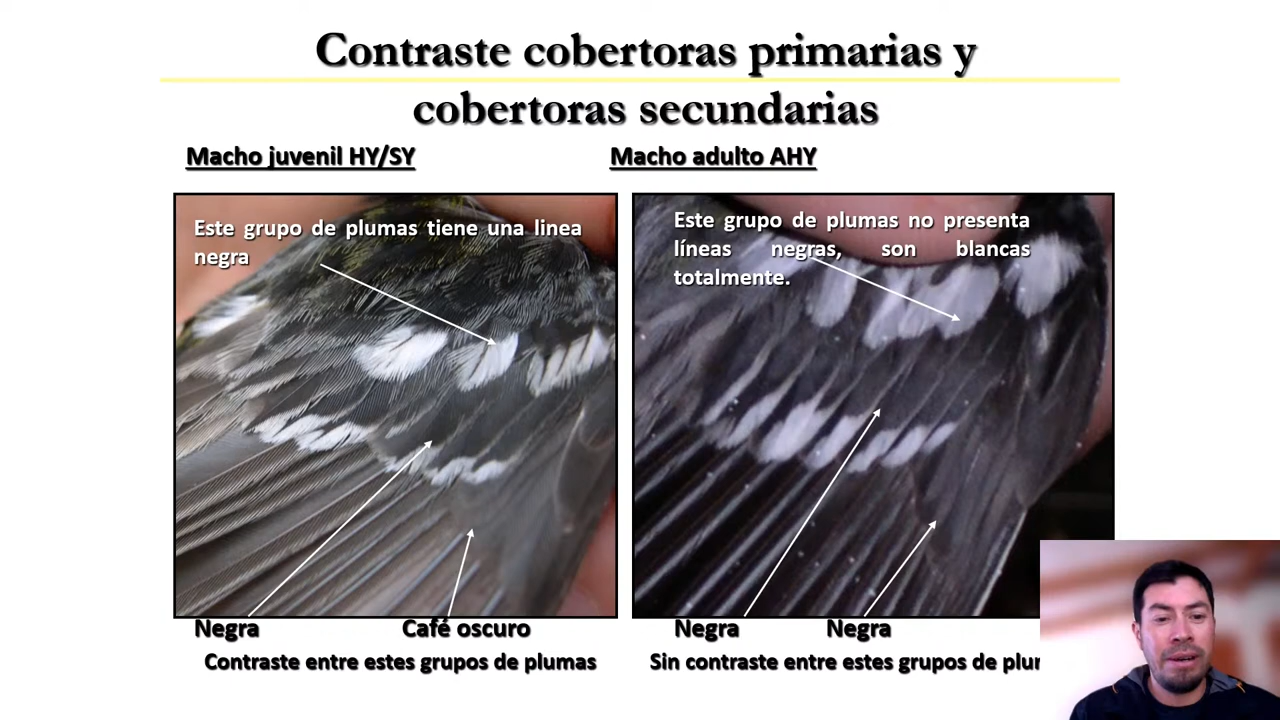 Contraste cobertoras primarias y
cobertoras secundarias
Macho juvenil HY/SY
Macho adulto AHY
Este grupo de plumas tiene una linea
negra
Este grupo de plumas no presenta
líneas negras, son blancas
totalmente.
Negra
Café oscuro
Negra
Negra
Contraste entre estes grupos de plumas
Sin contraste entre estes grupos de